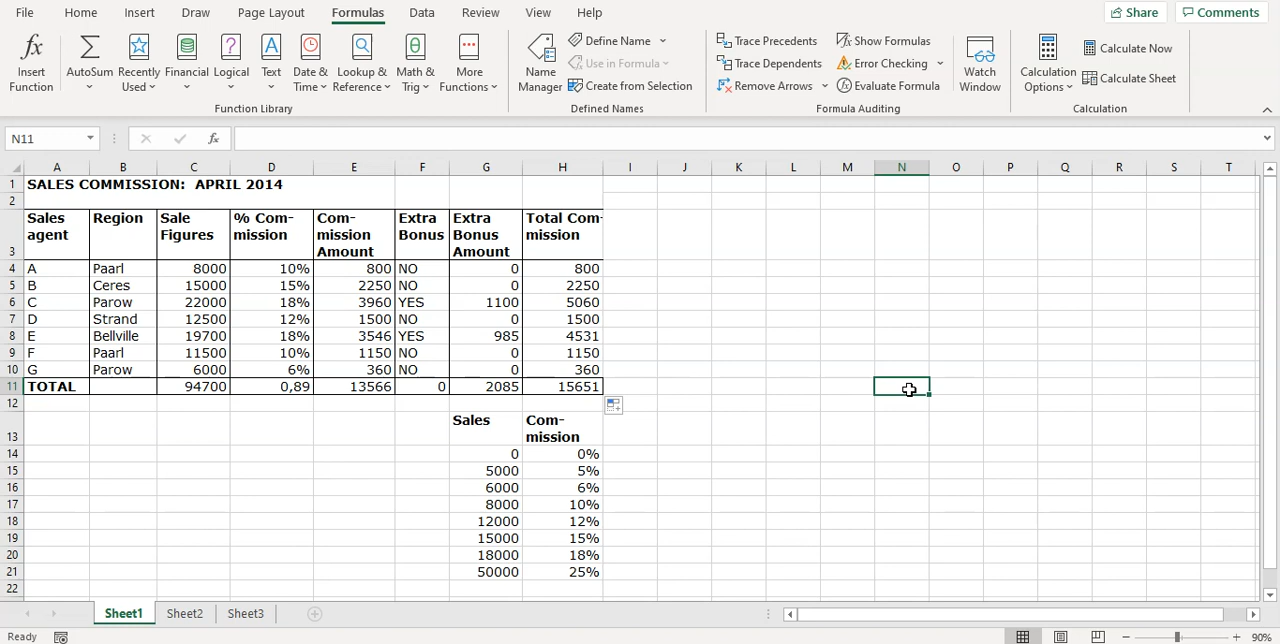 File Home Insert Draw Page Layout Formulas Data Review View Help Share Comments
fx Σ ? A θ
Insert Function AutoSum Recently Used Financial Logical Text Date & Time Lookup & Reference Math & Trig More Functions
Function Library
Name Manager
Define Name
Use in Formula
Create from Selection
Defined Names
Trace Precedents Show Formulas
Trace Dependents Error Checking
Remove Arrows Evaluate Formula
Formula Auditing
Watch Window
Calculation Options
Calculate Now
Calculate Sheet
Calculation
N11 fx
A B C D E F G H I J K L M N O P Q R S T
1 SALES COMMISSION: APRIL 2014
2
3 Sales agent Region Sale Figures % Com-mission Com-mission Amount Extra Bonus Extra Bonus Amount Total Com-mission
4 A Paarl 8000 10% 800 NO 0 800
5 B Ceres 15000 15% 2250 NO 0 2250
6 C Parow 22000 18% 3960 YES 1100 5060
7 D Strand 12500 12% 1500 NO 0 1500
8 E Bellville 19700 18% 3546 YES 985 4531
9 F Paarl 11500 10% 1150 NO 0 1150
10 G Parow 6000 6% 360 NO 0 360
11 TOTAL 94700 0,89 13566 0 2085 15651
12
13 Sales Com-mission
14 0 0%
15 5000 5%
16 6000 6%
17 8000 10%
18 12000 12%
19 15000 15%
20 18000 18%
21 50000 25%
22
Sheet1 Sheet2 Sheet3
Ready 90%